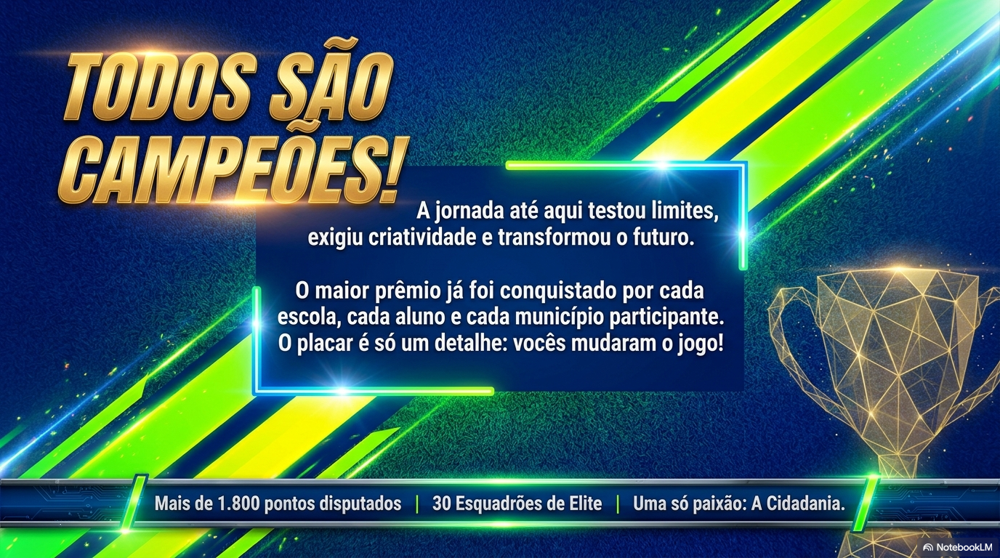 TODOS SÃO
CAMPEÕES!
A jornada até aqui testou limites,
exigiu criatividade e transformou o futuro.
O maior prêmio já foi conquistado por cada
escola, cada aluno e cada município participante.
O placar é só um detalhe: vocês mudaram o jogo!
Mais de 1.800 pontos disputados | 30 Esquadrões de Elite | Uma só paixão: A Cidadania.
NotebookLM